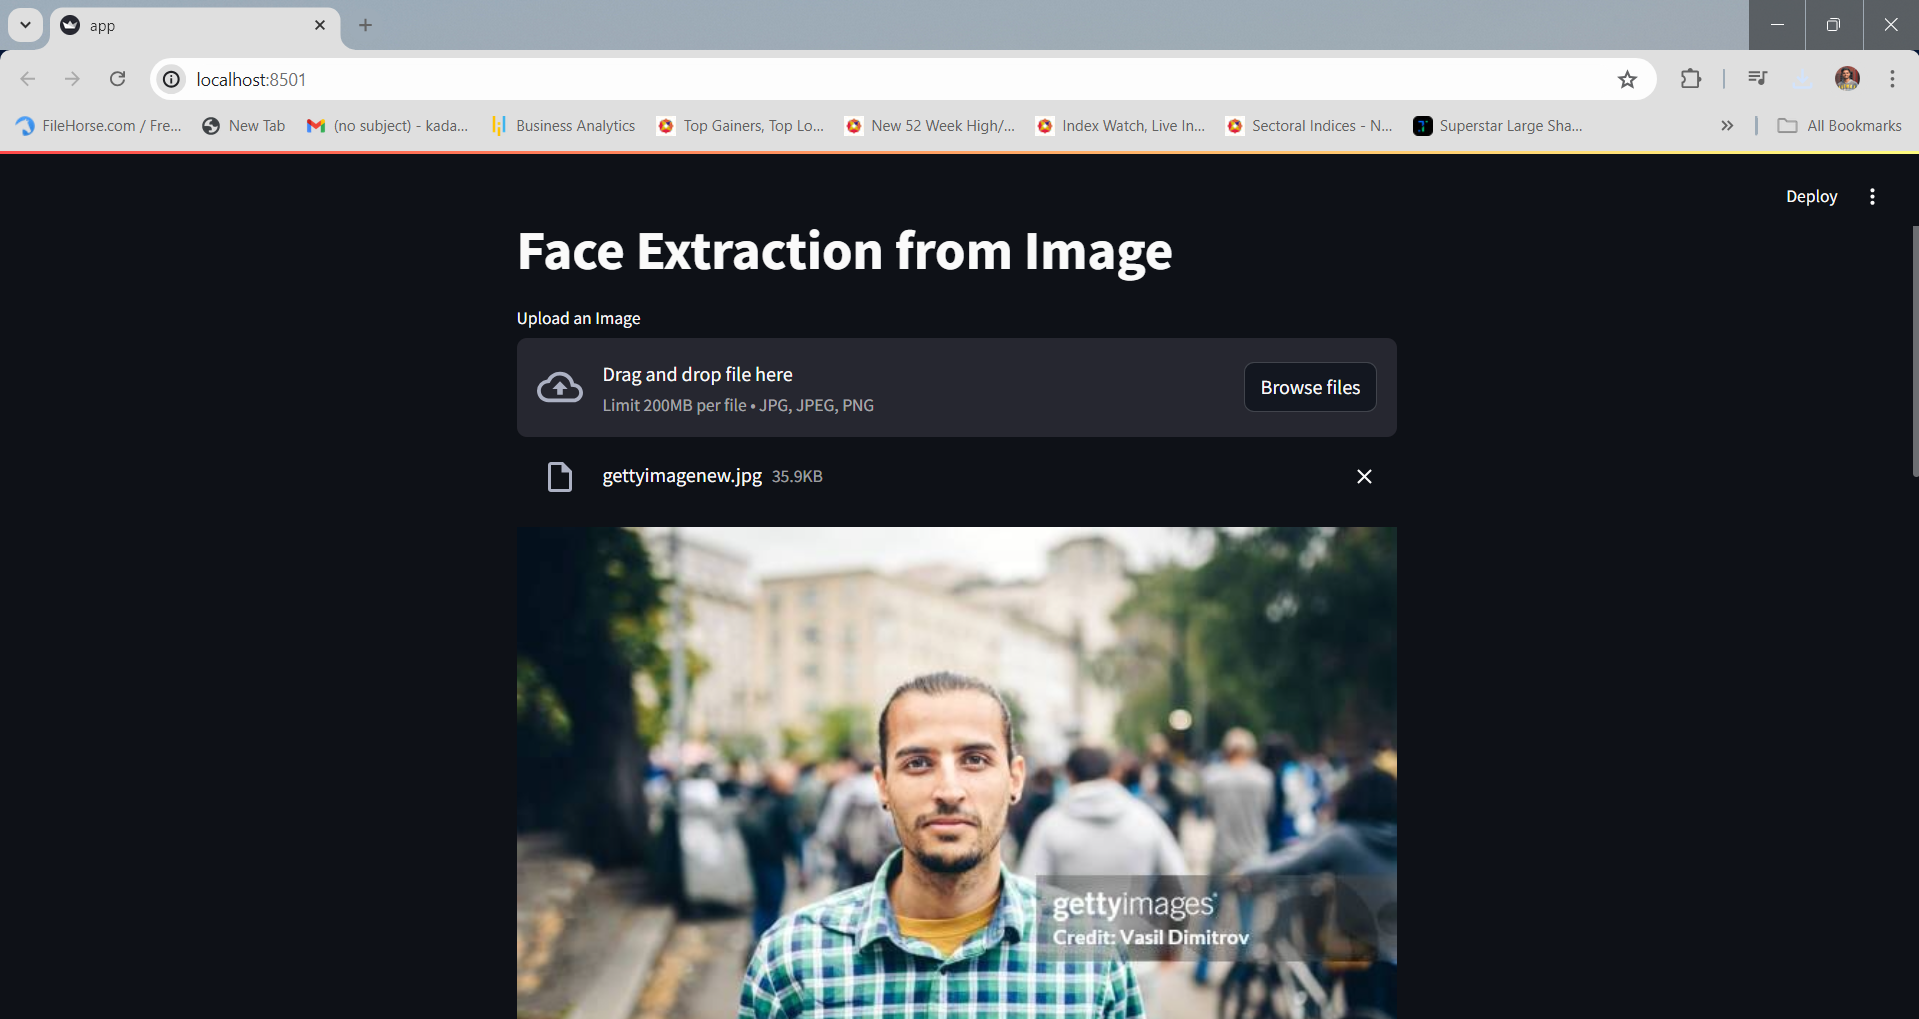 app
localhost:8501
FileHorse.com / Fre...
New Tab
(no subject) - kada...
Business Analytics
Top Gainers, Top Lo...
New 52 Week High/...
Index Watch, Live In...
Sectoral Indices - N...
Superstar Large Sha...
All Bookmarks
Deploy
Face Extraction from Image
Upload an Image
Drag and drop file here
Limit 200MB per file • JPG, JPEG, PNG
Browse files
gettyimagenew.jpg 35.9KB
gettyimages®
Credit: Vasil Dimitrov